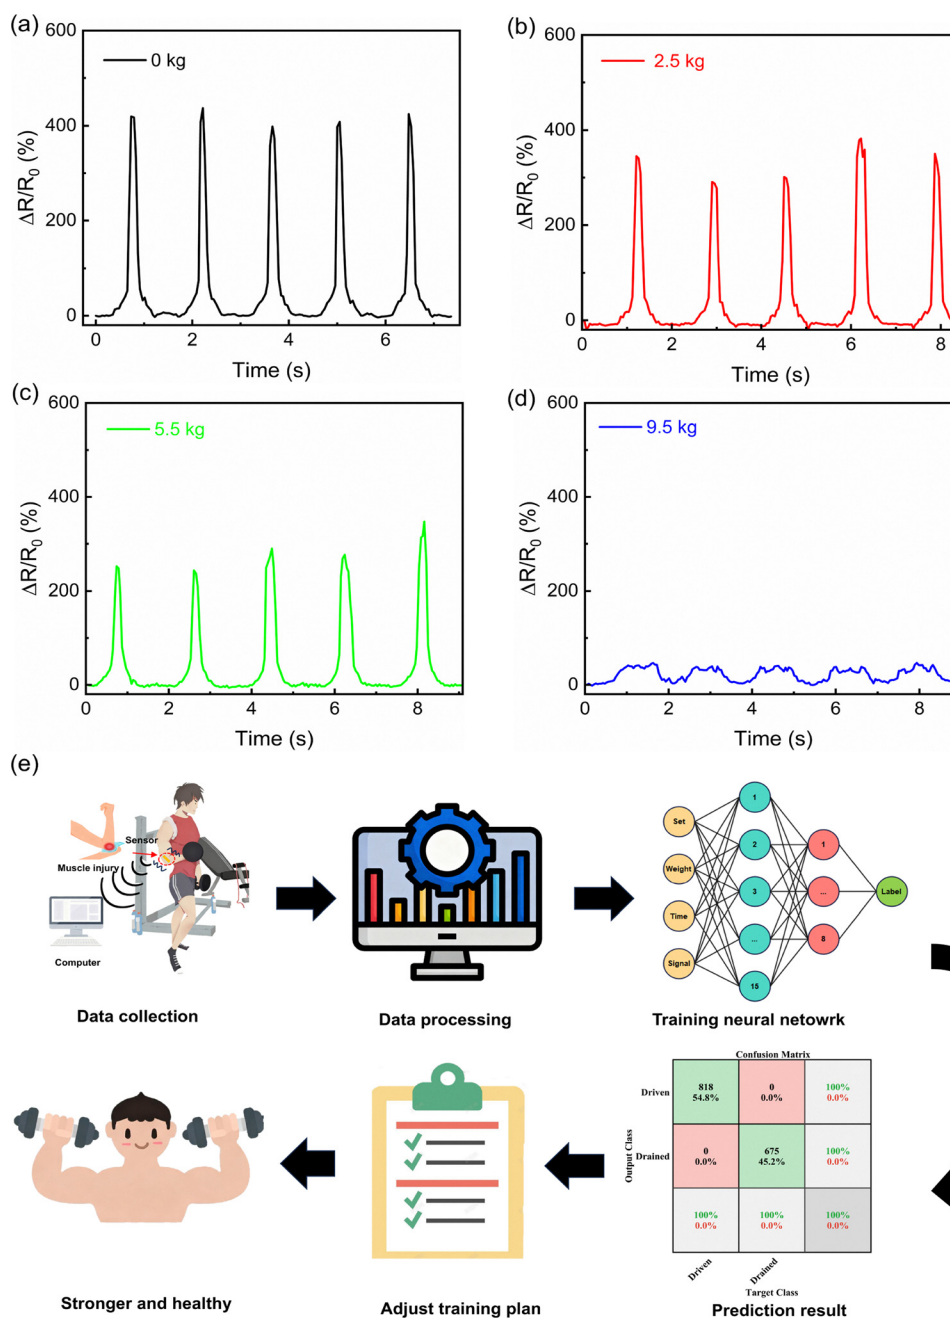 (a)
600
400
200
0
ΔR/R0 (%)
0 kg
0 2 4 6
Time (s)
(b)
600
400
200
0
ΔR/R0 (%)
2.5 kg
0 2 4 6 8
Time (s)
(c)
600
400
200
0
ΔR/R0 (%)
5.5 kg
0 2 4 6 8
Time (s)
(d)
600
400
200
0
ΔR/R0 (%)
9.5 kg
0 2 4 6 8
Time (s)
(e)
Sensor
Muscle injury
Computer
Data collection
Data processing
Set
Weight
Time
Signal
1
2
3
...
15
1
...
8
Label
Training neural netowrk
Confusion Matrix
Output Class
Driven
818
54.8%
0
0.0%
100%
0.0%
Drained
0
0.0%
675
45.2%
100%
0.0%
100%
0.0%
100%
0.0%
100%
0.0%
Driven
Drained
Target Class
Stronger and healthy
Adjust training plan
Prediction result